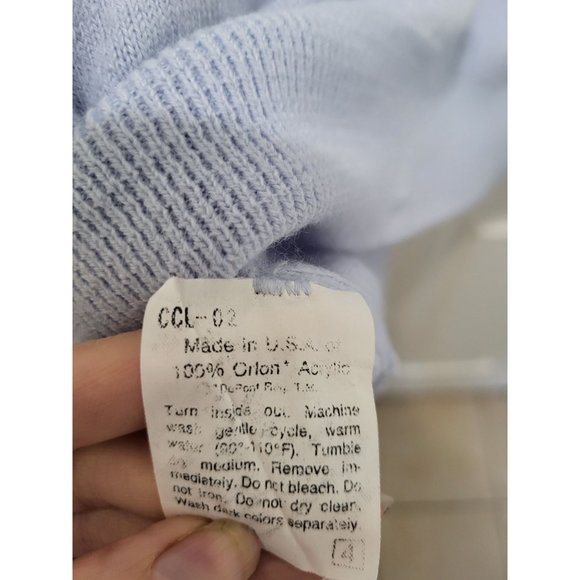 CCL-02
Made in U.S.A. of
100% Orlon* Acrylic
*DuPont Reg. T.M.
Turn inside out. Machine
wash gentle cycle, warm
water (90°-110°F). Tumble
dry medium. Remove im-
mediately. Do not bleach. Do
not iron. Do not dry clean.
Wash dark colors separately.
4